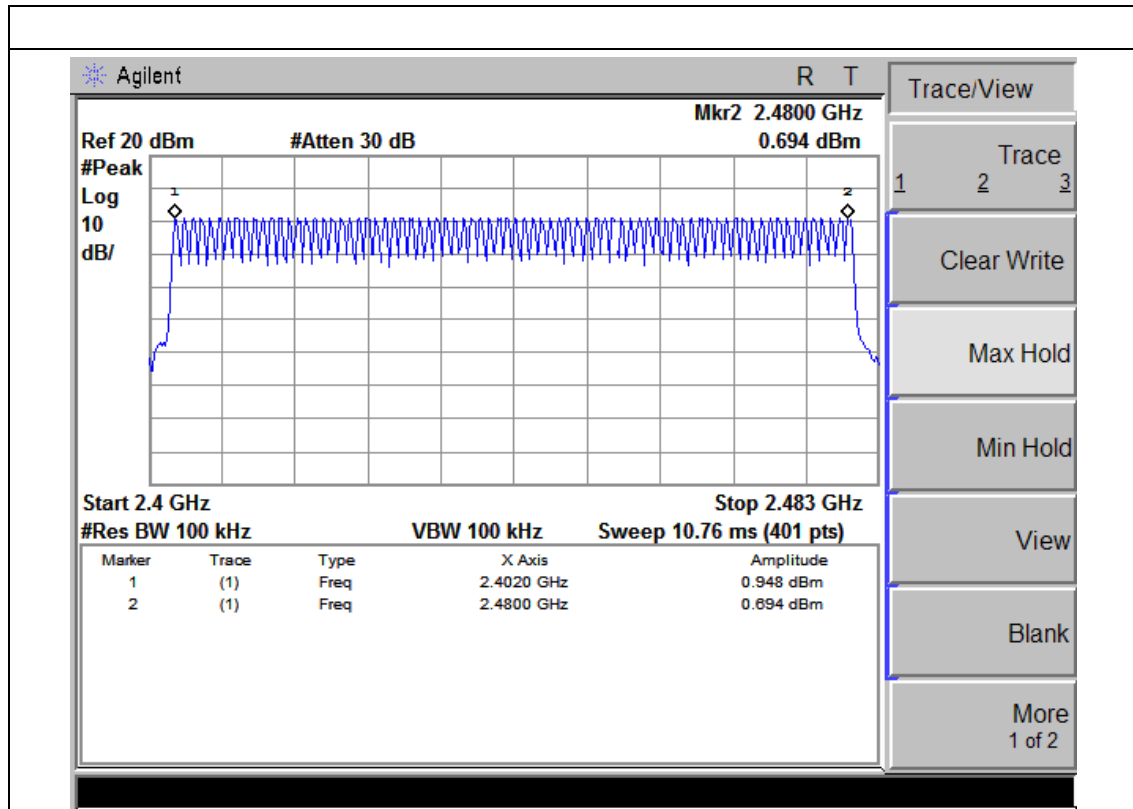 Agilent R T
Mkr2 2.4800 GHz
Ref 20 dBm #Atten 30 dB 0.694 dBm
#Peak
Log
10
dB/
1 2
Start 2.4 GHz Stop 2.483 GHz
#Res BW 100 kHz VBW 100 kHz Sweep 10.76 ms (401 pts)
Marker Trace Type X Axis Amplitude
1 (1) Freq 2.4020 GHz 0.948 dBm
2 (1) Freq 2.4800 GHz 0.694 dBm
Trace/View
Trace
1 2 3
Clear Write
Max Hold
Min Hold
View
Blank
More
1 of 2